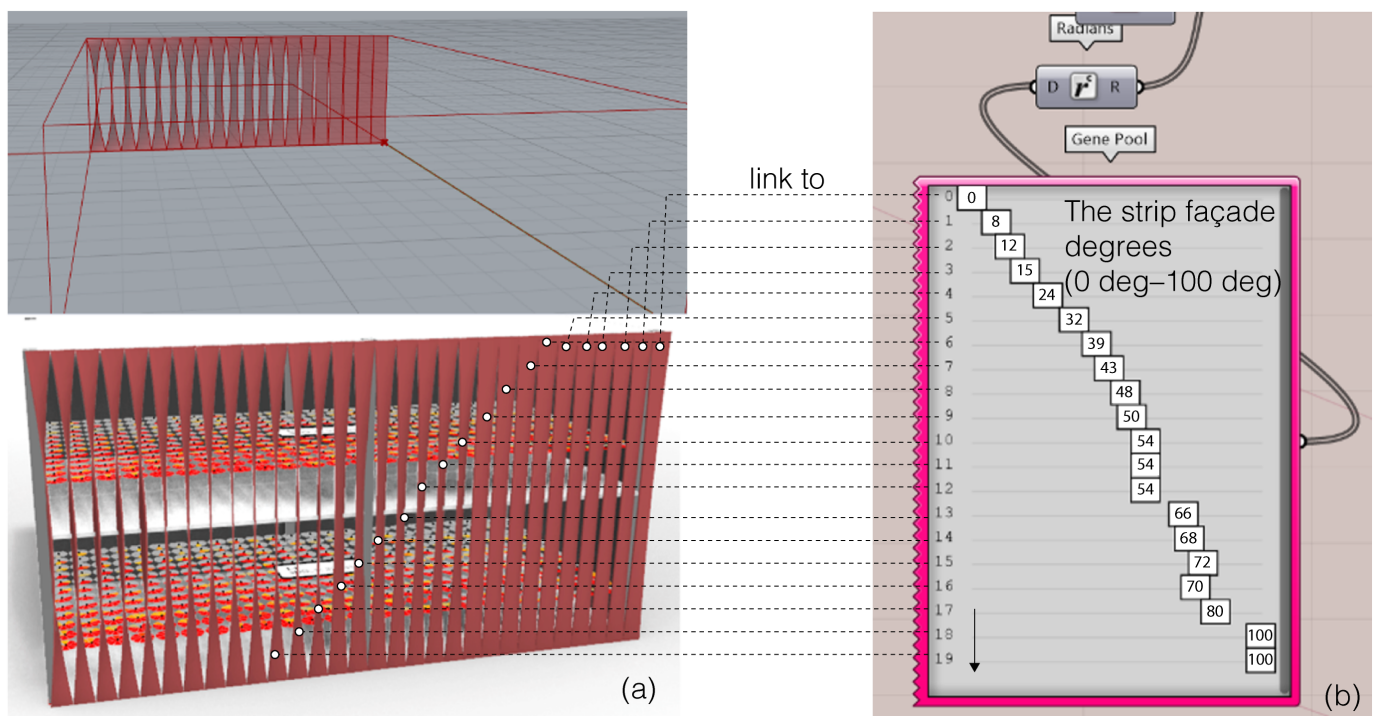 link to
(a)
Radians
D R
Gene Pool
The strip façade
degrees
(0 deg–100 deg)
0 0
1 8
2 12
3 15
4 24
5 32
6 39
7 43
8 48
9 50
10 54
11 54
12 54
13 66
14 68
15 72
16 70
17 80
18 100
19 100
(b)